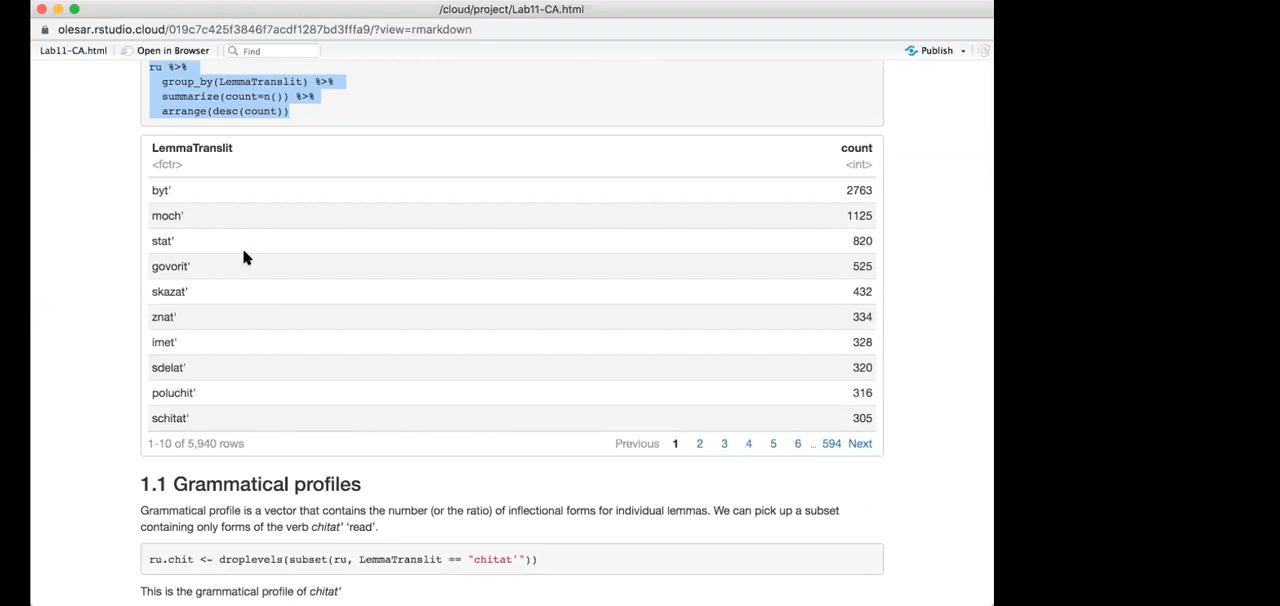 /cloud/project/Lab11-CA.html
olesar.rstudio.cloud/019c7c425f3846f7acdf1287bd3fffa9/?view=rmarkdown
Lab11-CA.html Open in Browser Find Publish
ru %>%
group_by(LemmaTranslit) %>%
summarize(count=n()) %>%
arrange(desc(count))
LemmaTranslit count
<fctr> <int>
byt' 2763
moch' 1125
stat' 820
govorit' 525
skazat' 432
znat' 334
imet' 328
sdelat' 320
poluchit' 316
schitat' 305
1-10 of 5,940 rows Previous 1 2 3 4 5 6 ... 594 Next
1.1 Grammatical profiles
Grammatical profile is a vector that contains the number (or the ratio) of inflectional forms for individual lemmas. We can pick up a subset
containing only forms of the verb chitat' 'read'.
ru.chit <- droplevels(subset(ru, LemmaTranslit == "chitat'"))
This is the grammatical profile of chitat'